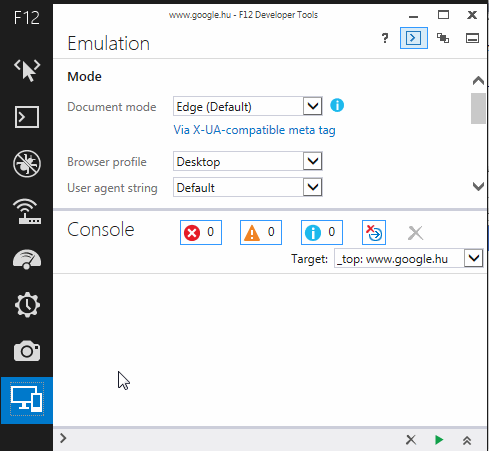 F12
www.google.hu - F12 Developer Tools
Emulation
?
Mode
Document mode Edge (Default)
Via X-UA-compatible meta tag
Browser profile Desktop
User agent string Default
Console 0 0 0
Target: _top: www.google.hu